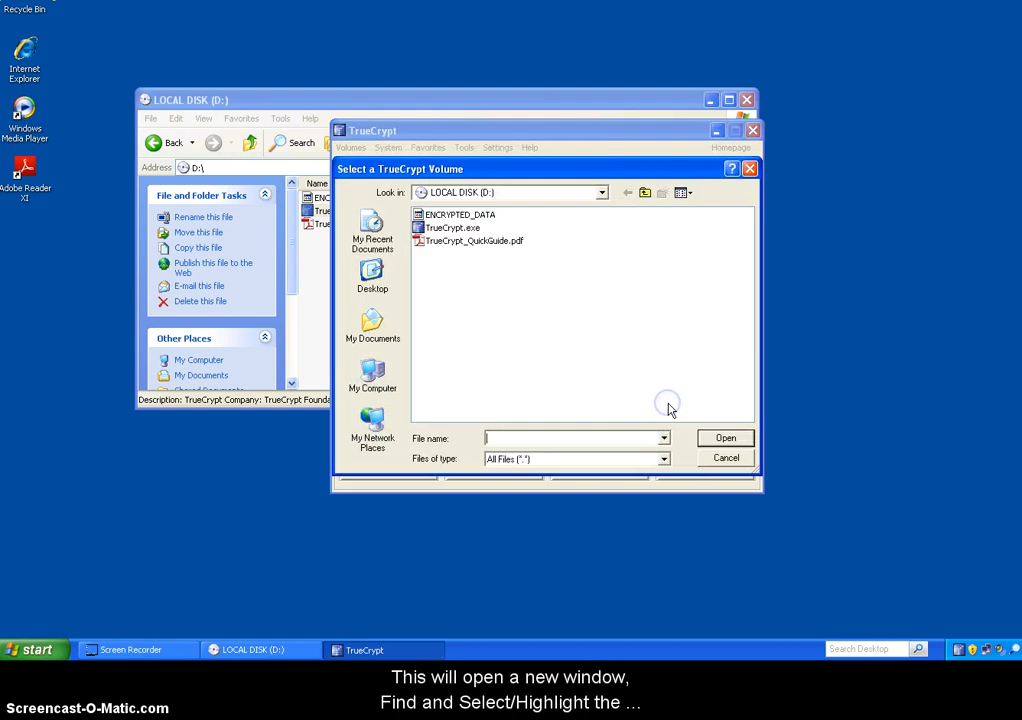 Recycle Bin
Internet
Explorer
Windows
Media Player
Adobe Reader
XI
LOCAL DISK (D:)
File Edit View Favorites Tools Help
Back
Search
Address D:\
File and Folder Tasks
Rename this file
Move this file
Copy this file
Publish this file to the
Web
E-mail this file
Delete this file
Other Places
My Computer
My Documents
Name
ENC
True
True
Description: TrueCrypt Company: TrueCrypt Founda
TrueCrypt
Volumes System Favorites Tools Settings Help Homepage
Select a TrueCrypt Volume
Look in: LOCAL DISK (D:)
My Recent
Documents
Desktop
My Documents
My Computer
My Network
Places
ENCRYPTED_DATA
TrueCrypt.exe
TrueCrypt_QuickGuide.pdf
File name: Open
Files of type: All Files (*.*) Cancel
start Screen Recorder LOCAL DISK (D:) TrueCrypt Search Desktop
This will open a new window,
Find and Select/Highlight the ...
Screencast-O-Matic.com